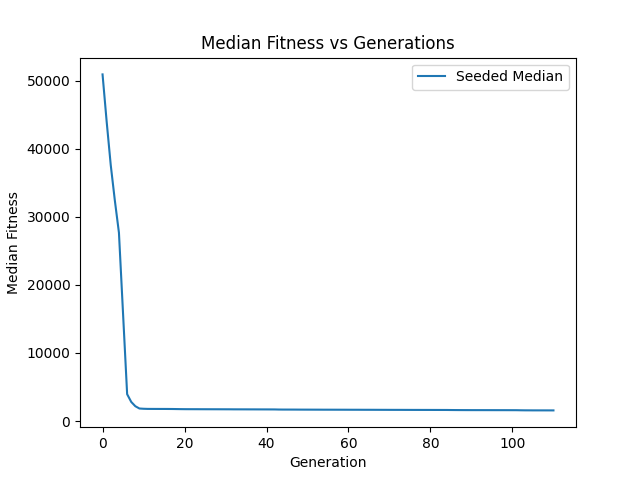 Median Fitness vs Generations
Seeded Median
50000
40000
30000
20000
10000
0
Median Fitness
0 20 40 60 80 100
Generation